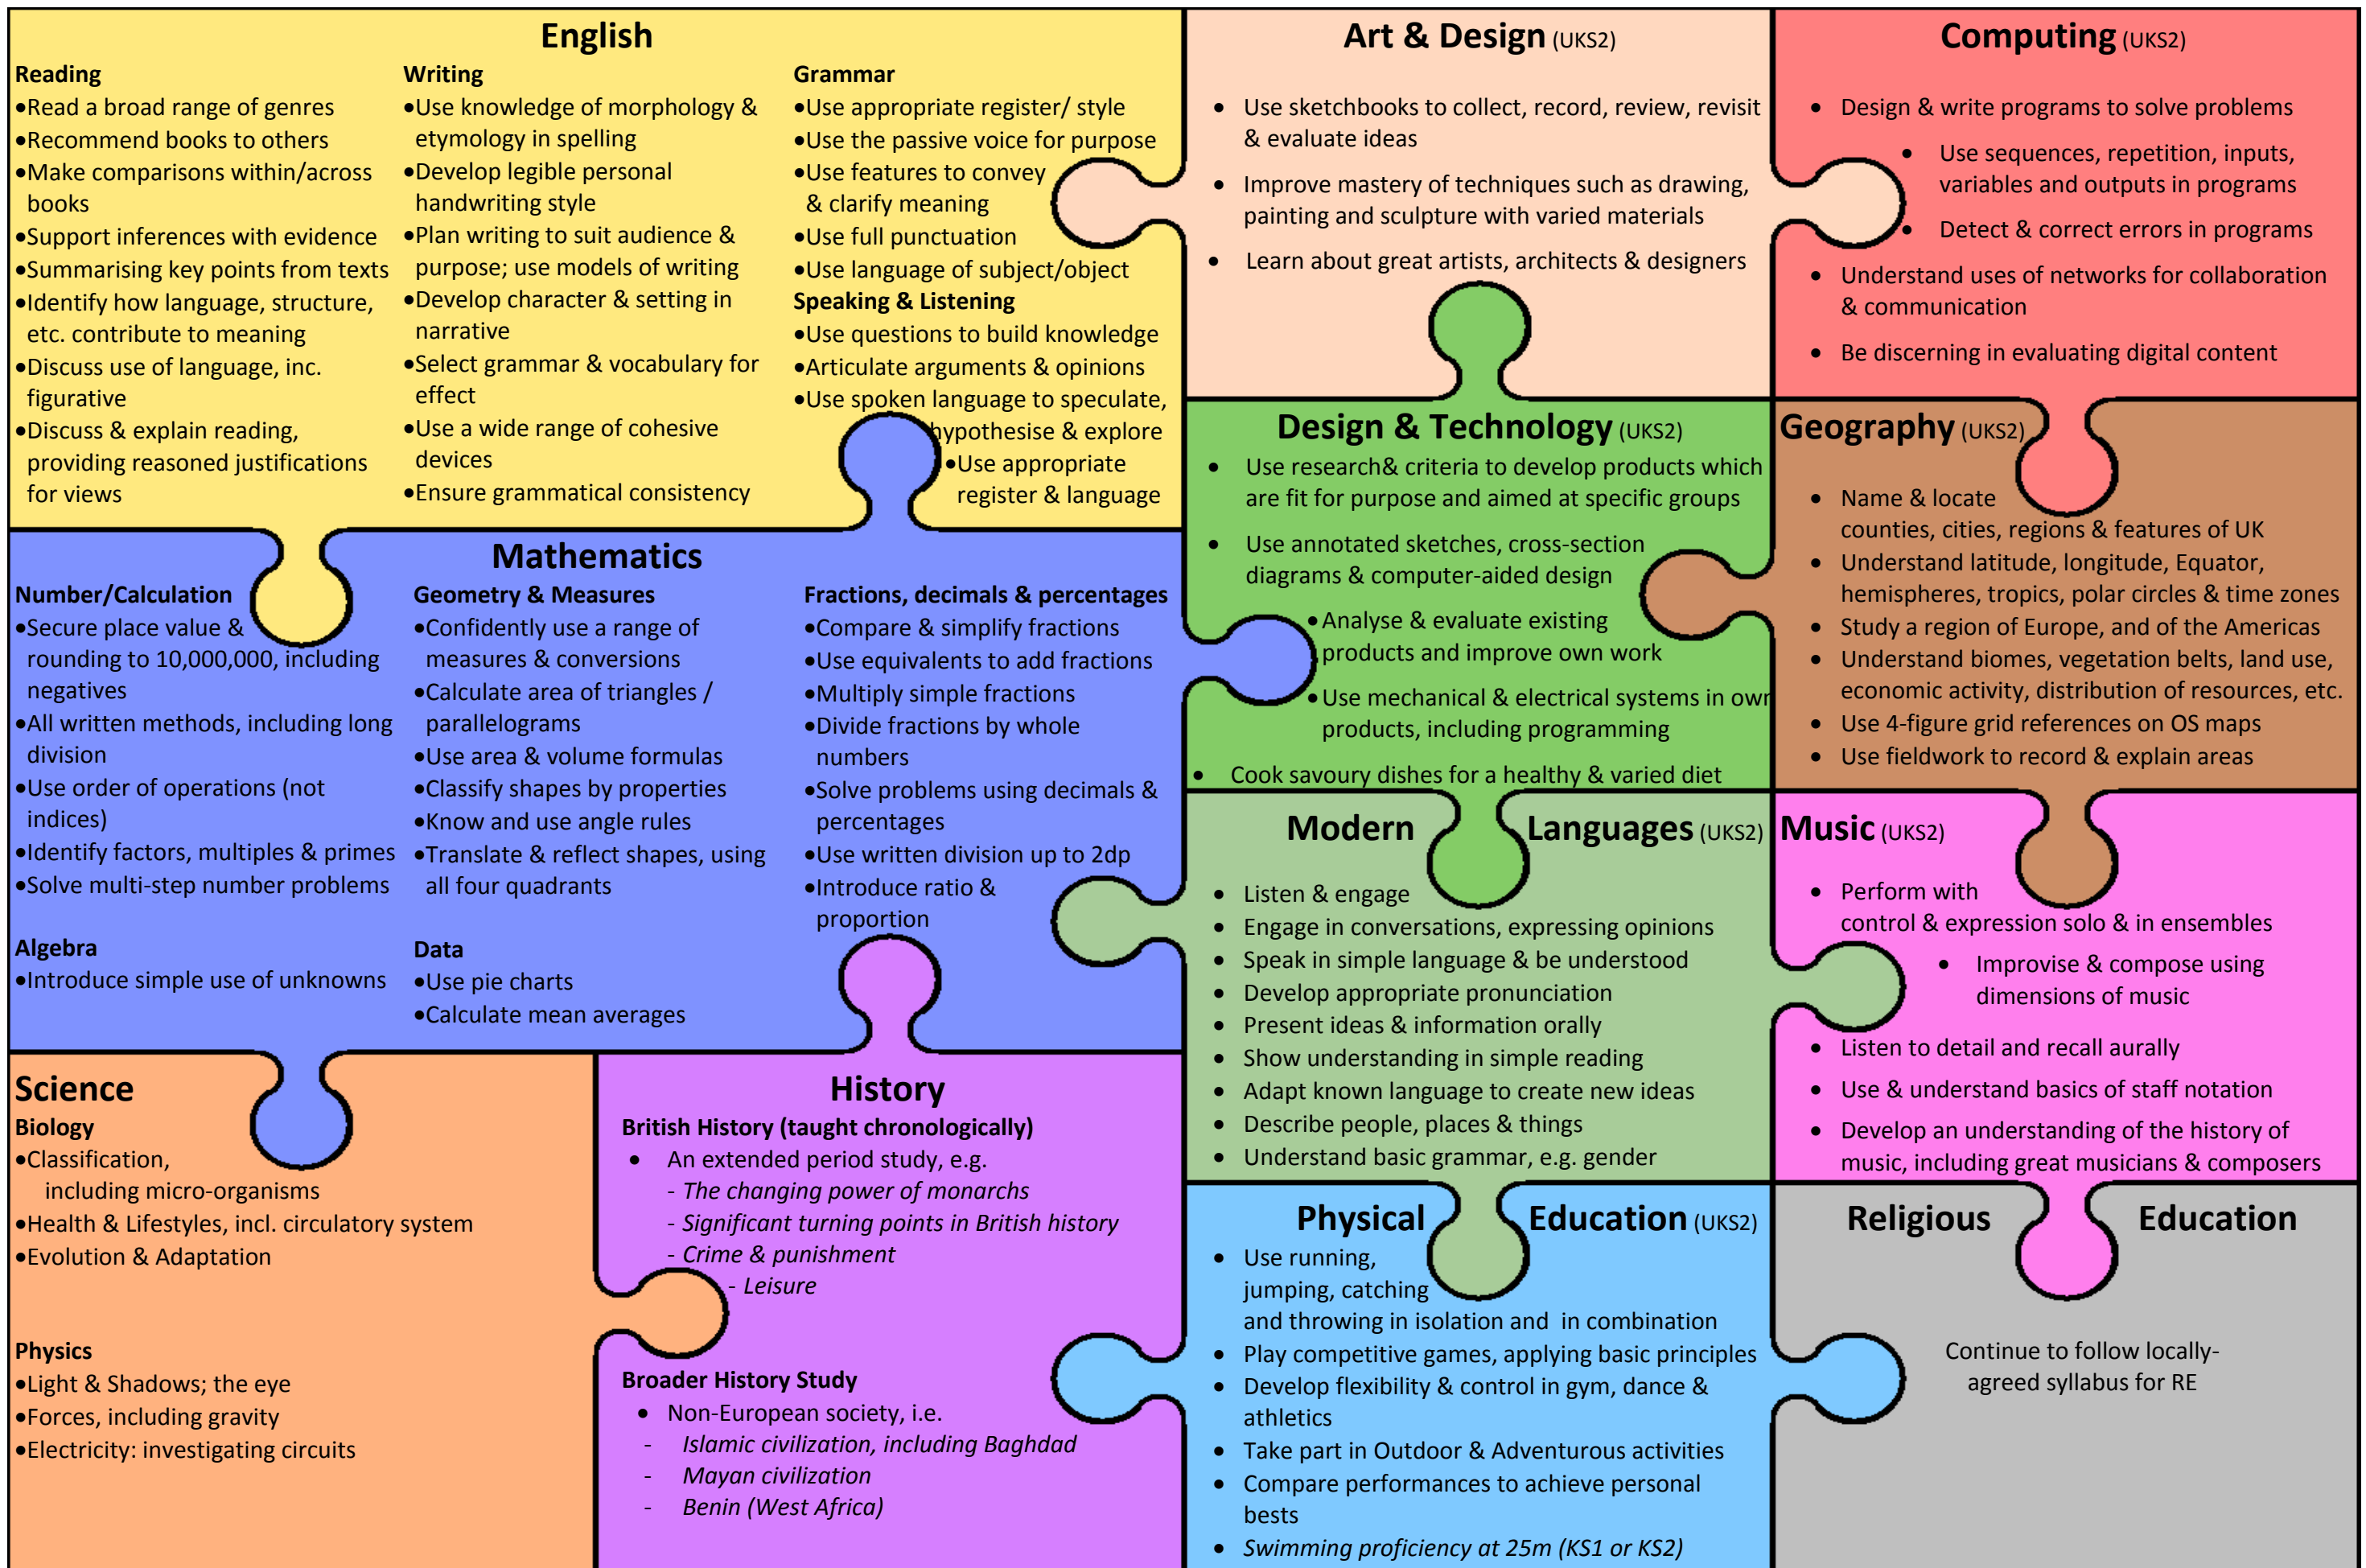 English
Reading
•Read a broad range of genres
•Recommend books to others
•Make comparisons within/across
books
•Support inferences with evidence
•Summarising key points from texts
•Identify how language, structure,
etc. contribute to meaning
•Discuss use of language, inc.
figurative
•Discuss & explain reading,
providing reasoned justifications
for views
Writing
•Use knowledge of morphology &
etymology in spelling
•Develop legible personal
handwriting style
•Plan writing to suit audience &
purpose; use models of writing
•Develop character & setting in
narrative
•Select grammar & vocabulary for
effect
•Use a wide range of cohesive
devices
•Ensure grammatical consistency
Grammar
•Use appropriate register/ style
•Use the passive voice for purpose
•Use features to convey
& clarify meaning
•Use full punctuation
•Use language of subject/object
Speaking & Listening
•Use questions to build knowledge
•Articulate arguments & opinions
•Use spoken language to speculate,
hypothesise & explore
•Use appropriate
register & language
Art & Design (UKS2)
• Use sketchbooks to collect, record, review, revisit
& evaluate ideas
• Improve mastery of techniques such as drawing,
painting and sculpture with varied materials
• Learn about great artists, architects & designers
Computing (UKS2)
• Design & write programs to solve problems
• Use sequences, repetition, inputs,
variables and outputs in programs
• Detect & correct errors in programs
• Understand uses of networks for collaboration
& communication
• Be discerning in evaluating digital content
Mathematics
Number/Calculation
•Secure place value &
rounding to 10,000,000, including
negatives
•All written methods, including long
division
•Use order of operations (not
indices)
•Identify factors, multiples & primes
•Solve multi-step number problems
Algebra
•Introduce simple use of unknowns
Geometry & Measures
•Confidently use a range of
measures & conversions
•Calculate area of triangles /
parallelograms
•Use area & volume formulas
•Classify shapes by properties
•Know and use angle rules
•Translate & reflect shapes, using
all four quadrants
Data
•Use pie charts
•Calculate mean averages
Fractions, decimals & percentages
•Compare & simplify fractions
•Use equivalents to add fractions
•Multiply simple fractions
•Divide fractions by whole
numbers
•Solve problems using decimals &
percentages
•Use written division up to 2dp
•Introduce ratio &
proportion
Design & Technology (UKS2)
• Use research& criteria to develop products which
are fit for purpose and aimed at specific groups
• Use annotated sketches, cross-section
diagrams & computer-aided design
•Analyse & evaluate existing
products and improve own work
•Use mechanical & electrical systems in own
products, including programming
• Cook savoury dishes for a healthy & varied diet
Geography (UKS2)
• Name & locate
counties, cities, regions & features of UK
• Understand latitude, longitude, Equator,
hemispheres, tropics, polar circles & time zones
• Study a region of Europe, and of the Americas
• Understand biomes, vegetation belts, land use,
economic activity, distribution of resources, etc.
• Use 4-figure grid references on OS maps
• Use fieldwork to record & explain areas
Modern Languages (UKS2)
• Listen & engage
• Engage in conversations, expressing opinions
• Speak in simple language & be understood
• Develop appropriate pronunciation
• Present ideas & information orally
• Show understanding in simple reading
• Adapt known language to create new ideas
• Describe people, places & things
• Understand basic grammar, e.g. gender
Music (UKS2)
• Perform with
control & expression solo & in ensembles
• Improvise & compose using
dimensions of music
• Listen to detail and recall aurally
• Use & understand basics of staff notation
• Develop an understanding of the history of
music, including great musicians & composers
Science
Biology
•Classification,
including micro-organisms
•Health & Lifestyles, incl. circulatory system
•Evolution & Adaptation
Physics
•Light & Shadows; the eye
•Forces, including gravity
•Electricity: investigating circuits
History
British History (taught chronologically)
• An extended period study, e.g.
- The changing power of monarchs
- Significant turning points in British history
- Crime & punishment
- Leisure
Broader History Study
• Non-European society, i.e.
- Islamic civilization, including Baghdad
- Mayan civilization
- Benin (West Africa)
Physical Education (UKS2)
• Use running,
jumping, catching
and throwing in isolation and in combination
• Play competitive games, applying basic principles
• Develop flexibility & control in gym, dance &
athletics
• Take part in Outdoor & Adventurous activities
• Compare performances to achieve personal
bests
• Swimming proficiency at 25m (KS1 or KS2)
Religious Education
Continue to follow locally-
agreed syllabus for RE